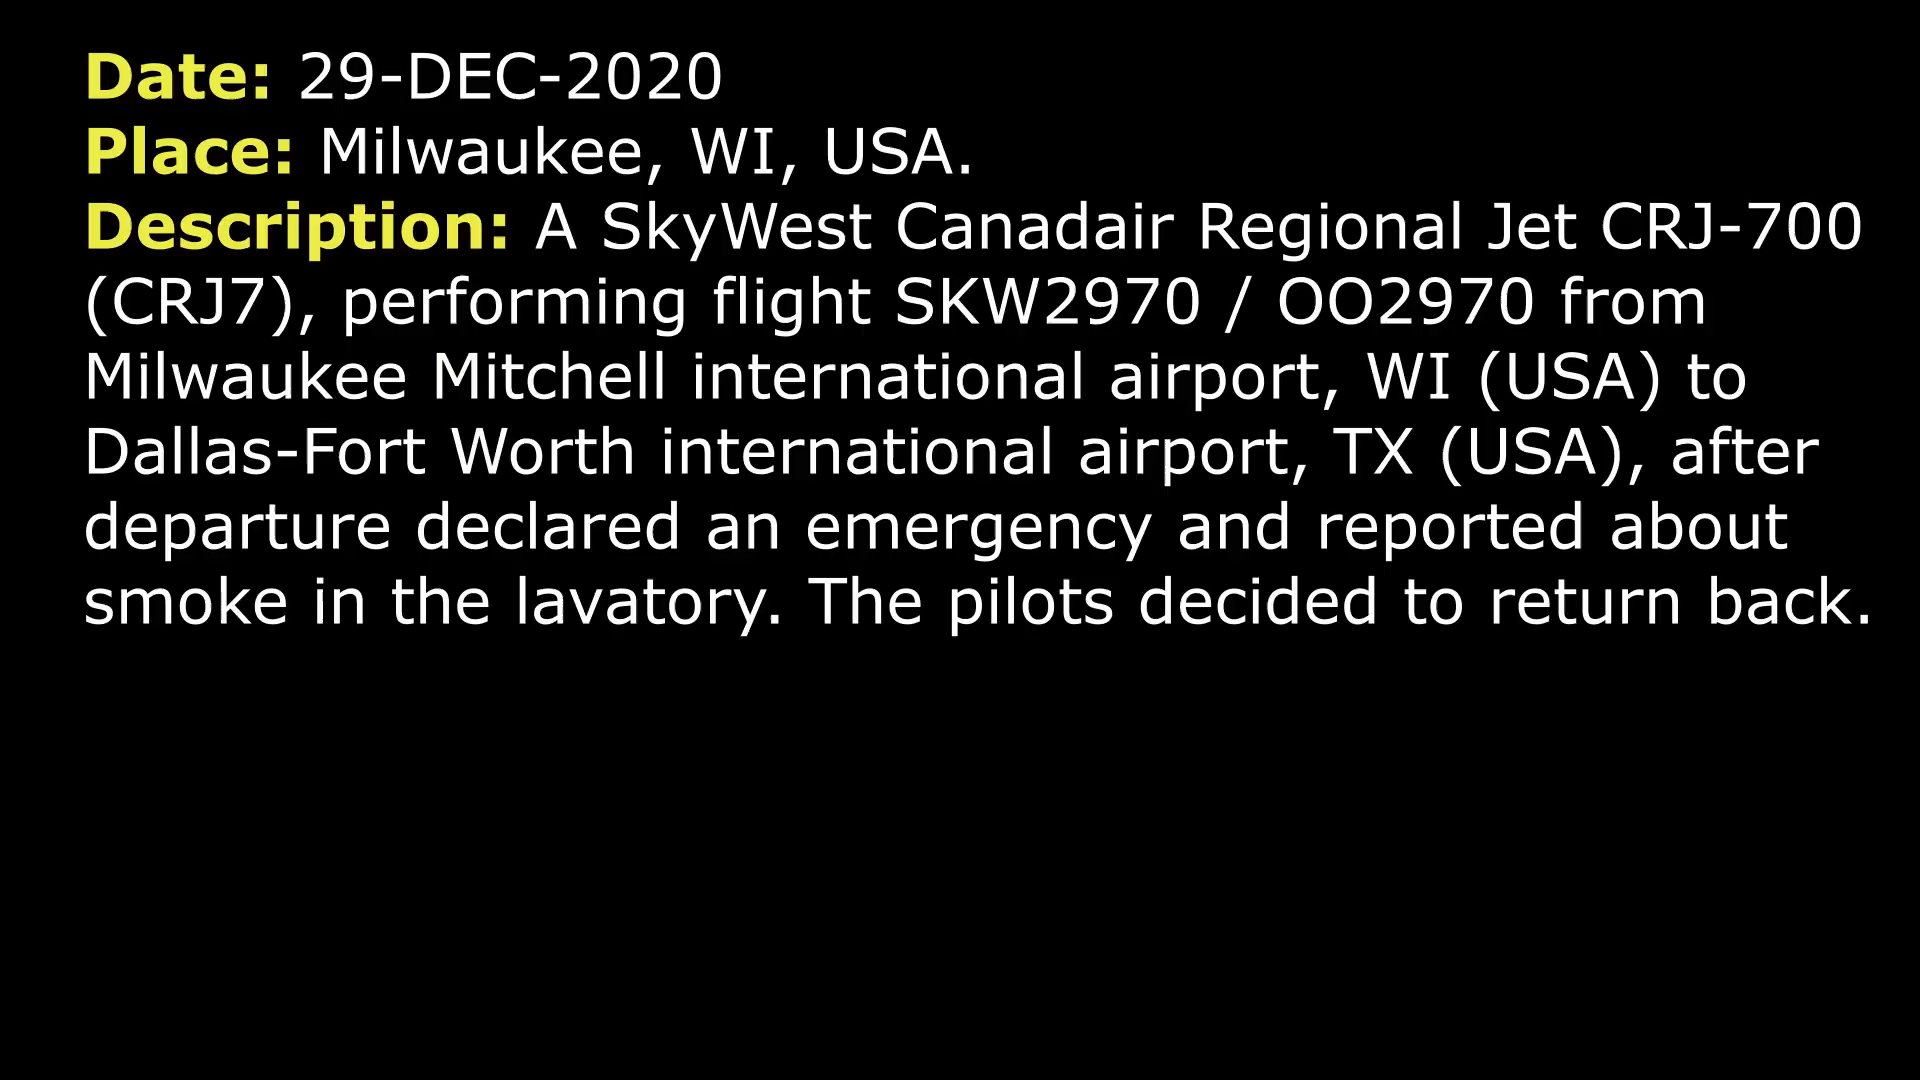 Date: 29-DEC-2020
Place: Milwaukee, WI, USA.
Description: A SkyWest Canadair Regional Jet CRJ-700
(CRJ7), performing flight SKW2970 / OO2970 from
Milwaukee Mitchell international airport, WI (USA) to
Dallas-Fort Worth international airport, TX (USA), after
departure declared an emergency and reported about
smoke in the lavatory. The pilots decided to return back.